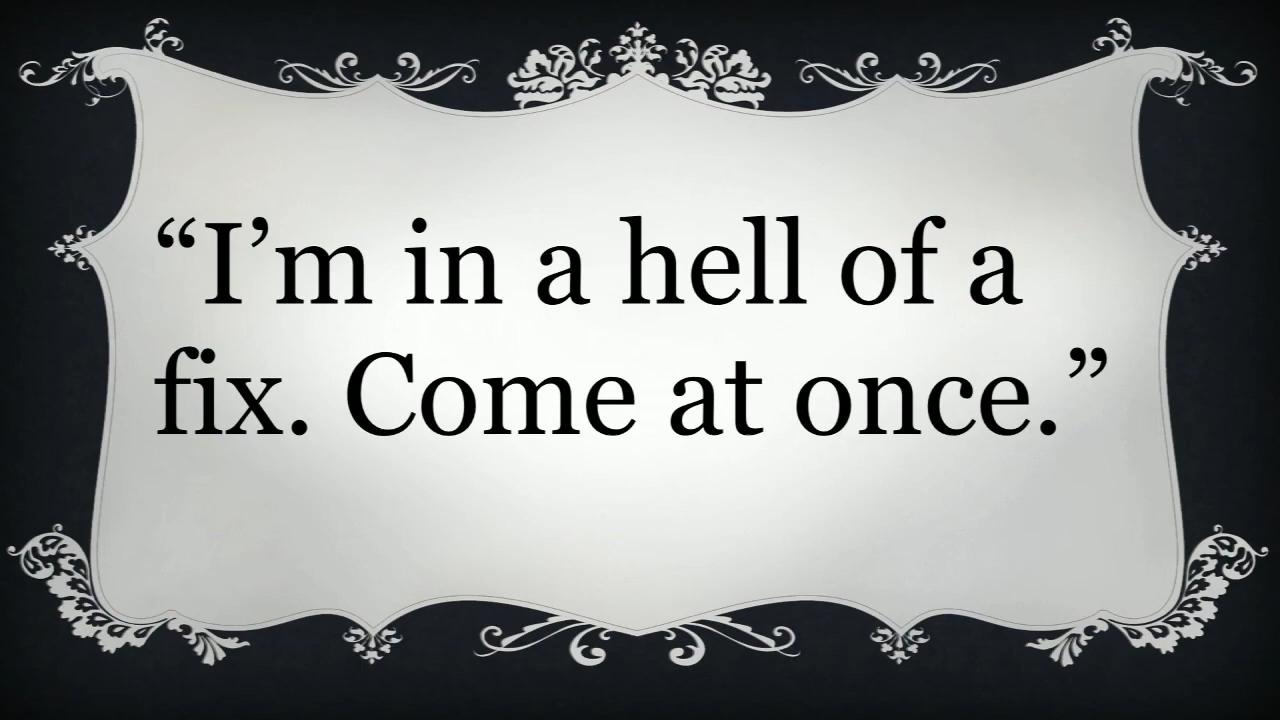 “I’m in a hell of a
fix. Come at once.”